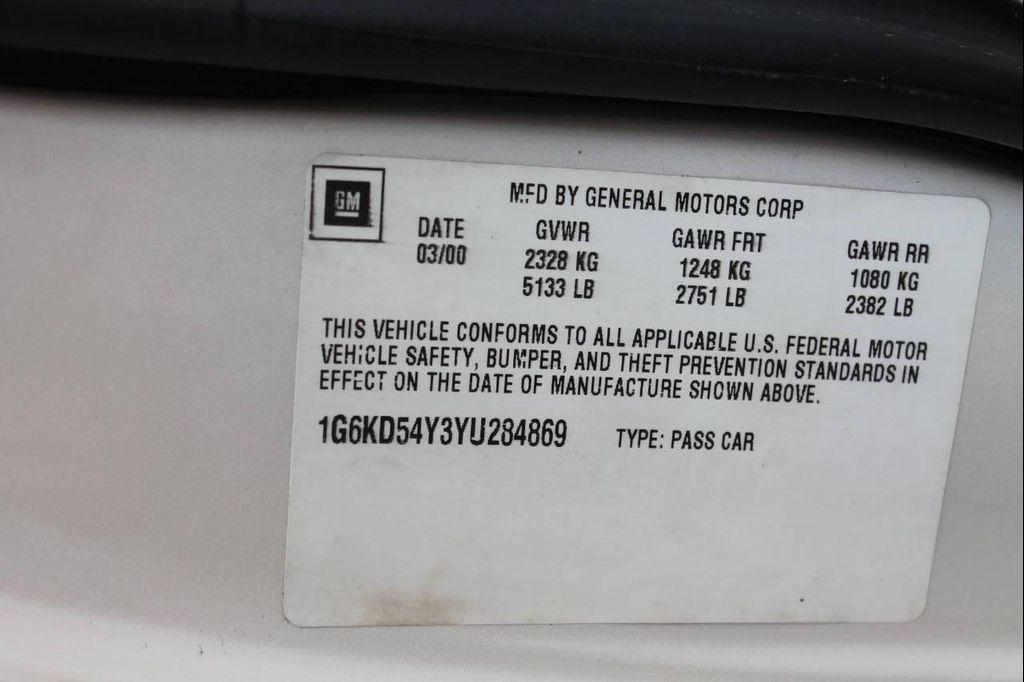 GM
MFD BY GENERAL MOTORS CORP
DATE GVWR GAWR FRT GAWR RR
03/00 2328 KG 1248 KG 1080 KG
5133 LB 2751 LB 2382 LB
THIS VEHICLE CONFORMS TO ALL APPLICABLE U.S. FEDERAL MOTOR
VEHICLE SAFETY, BUMPER, AND THEFT PREVENTION STANDARDS IN
EFFECT ON THE DATE OF MANUFACTURE SHOWN ABOVE.
1G6KD54Y3YU284869 TYPE: PASS CAR